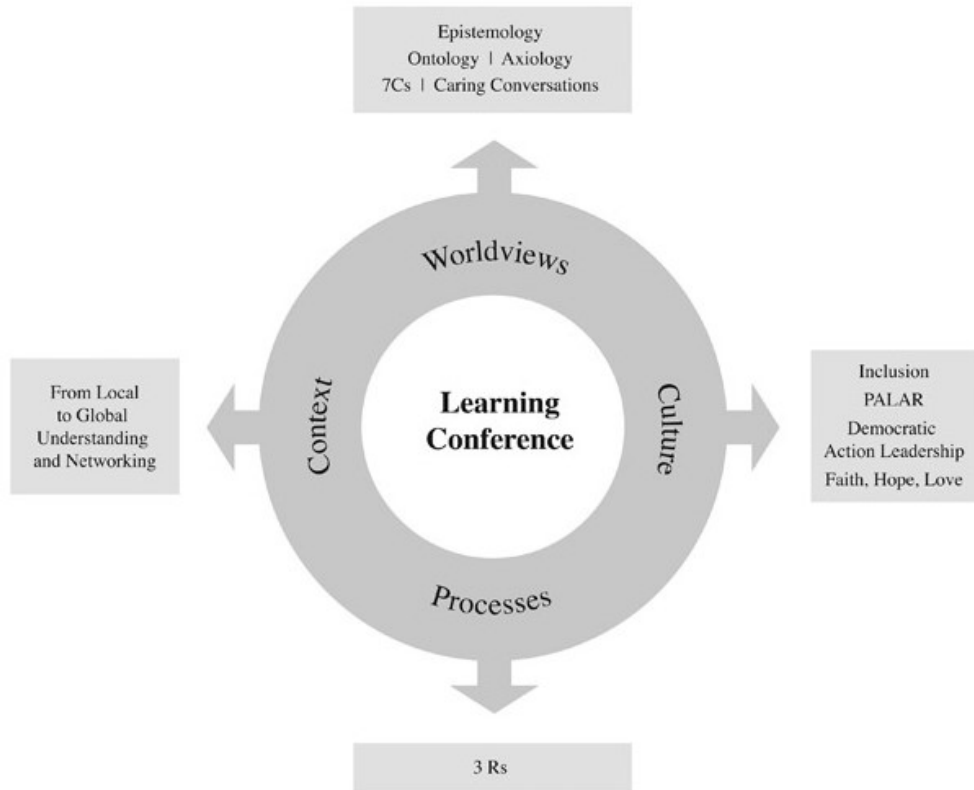 Epistemology
Ontology | Axiology
7Cs | Caring Conversations
Worldviews
From Local
to Global
Understanding
and Networking
Context
Learning
Conference
Culture
Inclusion
PALAR
Democratic
Action Leadership
Faith, Hope, Love
Processes
3 Rs